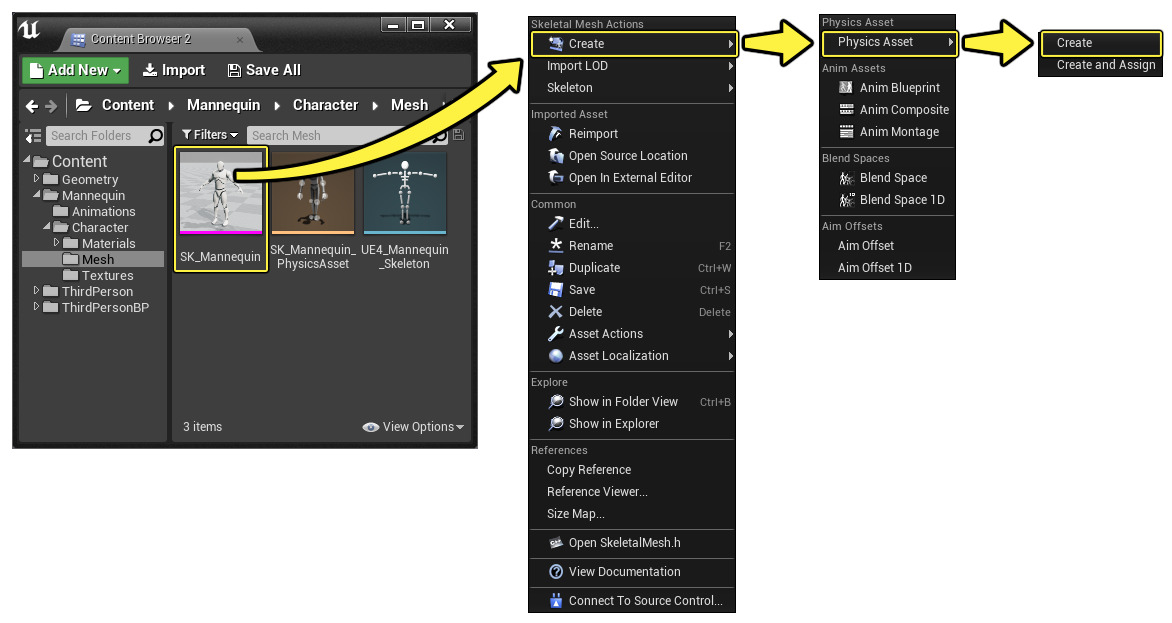 Content Browser 2
Add New
Import
Save All
Content
Mannequin
Character
Mesh
Search Folders
Filters
Search Mesh
Content
Geometry
Mannequin
Animations
Character
Materials
Mesh
Textures
ThirdPerson
ThirdPersonBP
SK_Mannequin
SK_Mannequin_
PhysicsAsset
UE4_Mannequin
_Skeleton
3 items
View Options
Skeletal Mesh Actions
Create
Import LOD
Skeleton
Imported Asset
Reimport
Open Source Location
Open In External Editor
Common
Edit...
Rename F2
Duplicate Ctrl+W
Save Ctrl+S
Delete Delete
Asset Actions
Asset Localization
Explore
Show in Folder View Ctrl+B
Show in Explorer
References
Copy Reference
Reference Viewer...
Size Map...
Open SkeletalMesh.h
View Documentation
Connect To Source Control...
Physics Asset
Physics Asset
Anim Assets
Anim Blueprint
Anim Composite
Anim Montage
Blend Spaces
Blend Space
Blend Space 1D
Aim Offsets
Aim Offset
Aim Offset 1D
Create
Create and Assign